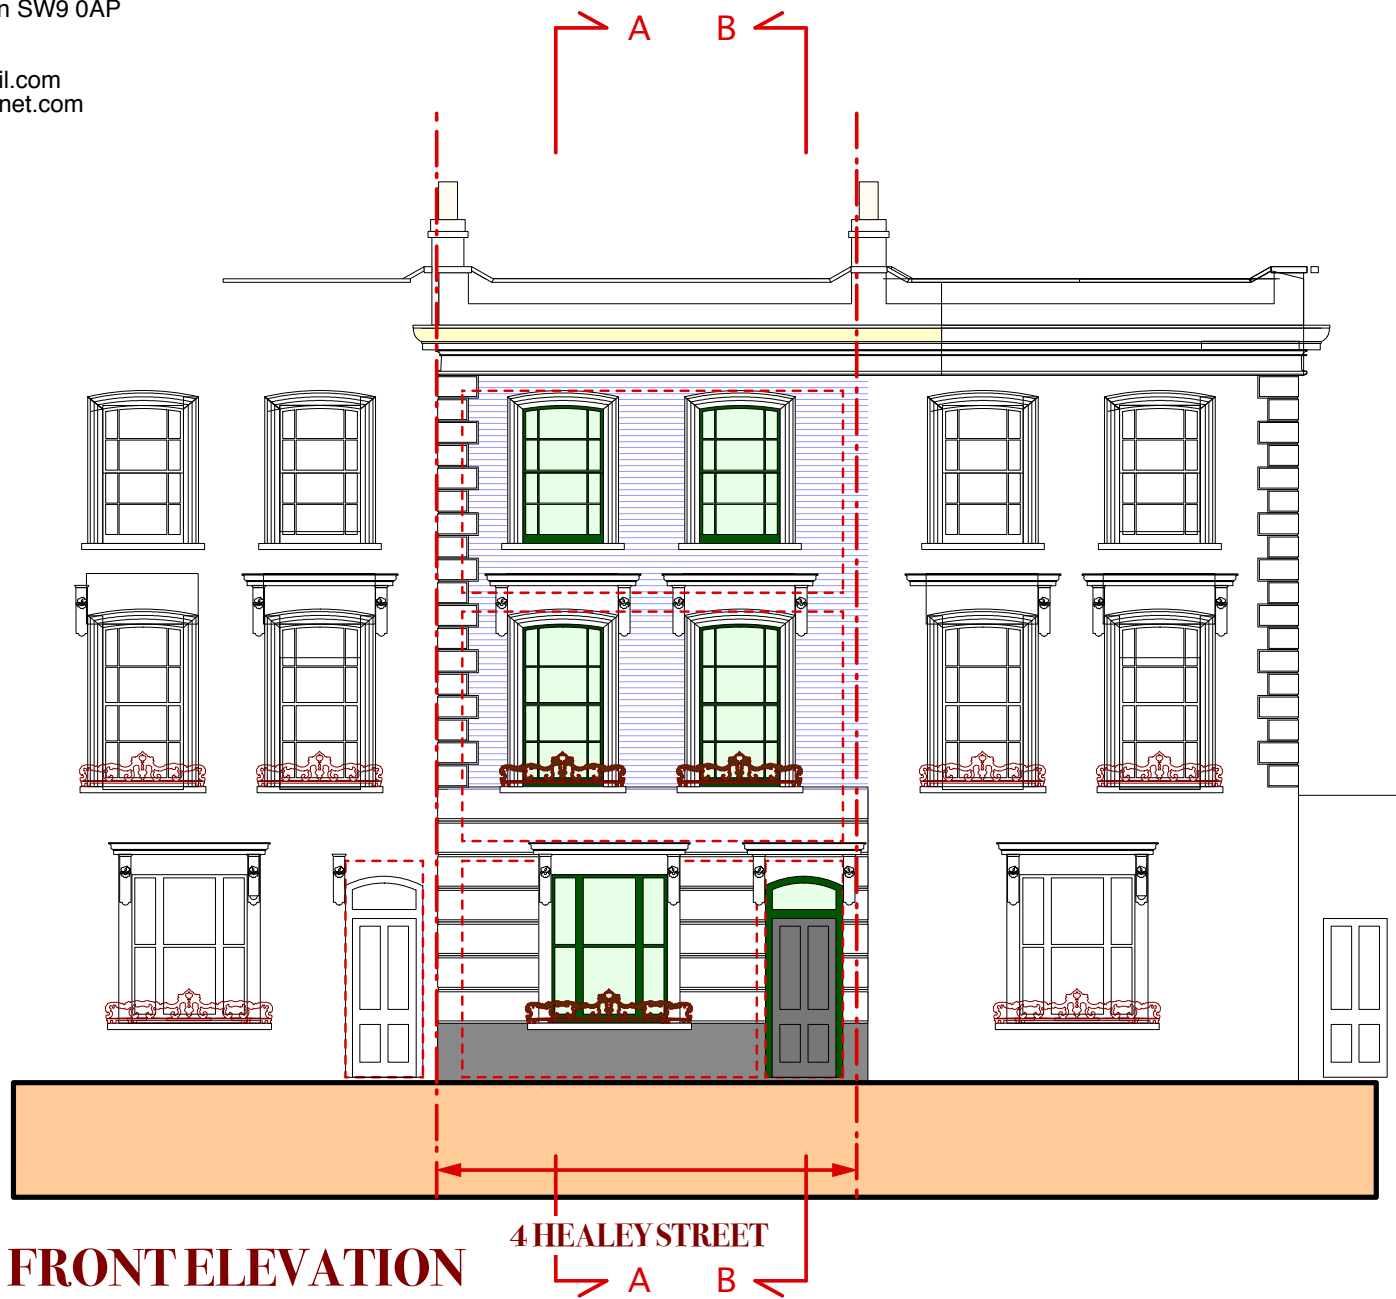 n SW9 0AP
il.com
net.com
A B
4 HEALEY STREET
FRONT ELEVATION
A B